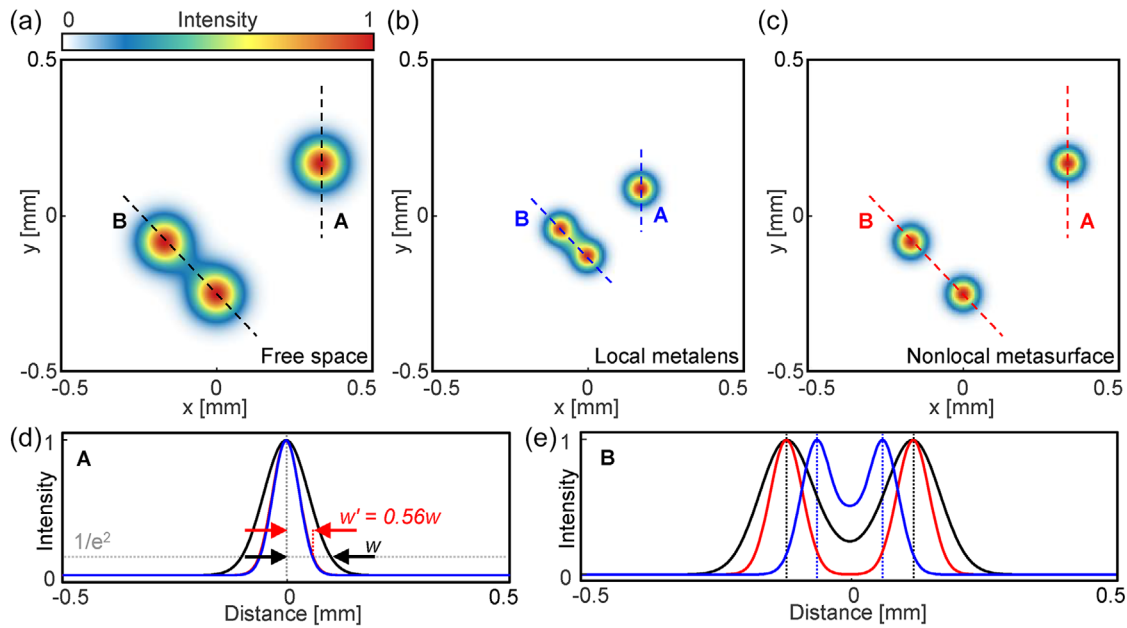 (a)
0 Intensity 1
(b)
(c)
0.5
y [mm]
0
-0.5
B
A
Free space
-0.5 0 0.5
x [mm]
0.5
y [mm]
0
-0.5
B
A
Local metalens
-0.5 0 0.5
x [mm]
0.5
y [mm]
0
-0.5
B
A
Nonlocal metasurface
-0.5 0 0.5
x [mm]
(d)
1
Intensity
0
A
w' = 0.56w
1/e²
w
-0.5 0 0.5
Distance [mm]
(e)
1
Intensity
0
B
-0.5 0 0.5
Distance [mm]